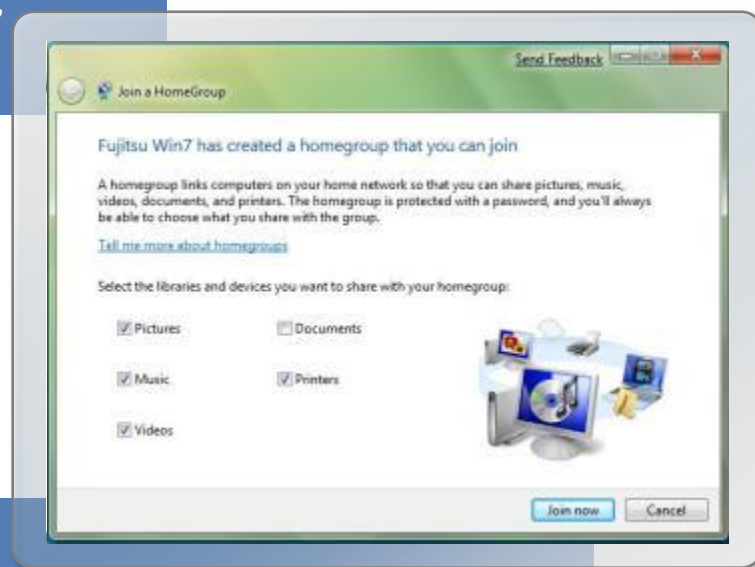 Send Feedback
Join a HomeGroup
Fujitsu Win7 has created a homegroup that you can join
A homegroup links computers on your home network so that you can share pictures, music,
videos, documents, and printers. The homegroup is protected with a password, and you'll always
be able to choose what you share with the group.
Tell me more about homegroups
Select the libraries and devices you want to share with your homegroup:
Pictures Documents
Music Printers
Videos
Join now Cancel